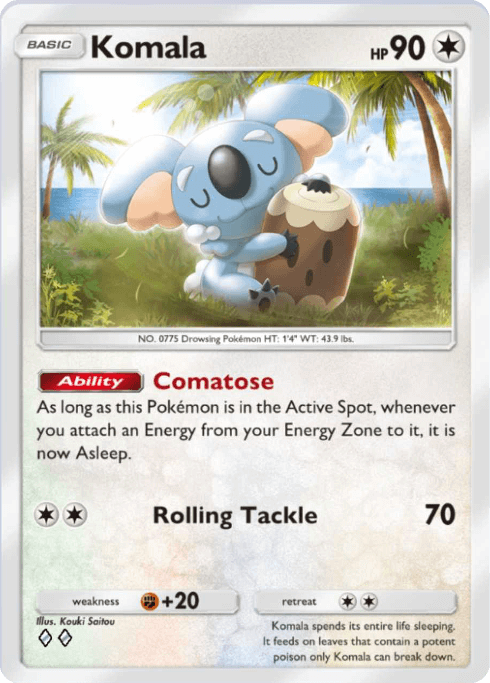 BASIC Komala HP 90
NO. 0775 Drowsing Pokémon HT: 1'4" WT: 43.9 lbs.
Ability Comatose
As long as this Pokémon is in the Active Spot, whenever
you attach an Energy from your Energy Zone to it, it is
now Asleep.
Rolling Tackle 70
weakness +20 retreat
Illus. Kouki Saitou
Komala spends its entire life sleeping.
It feeds on leaves that contain a potent
poison only Komala can break down.